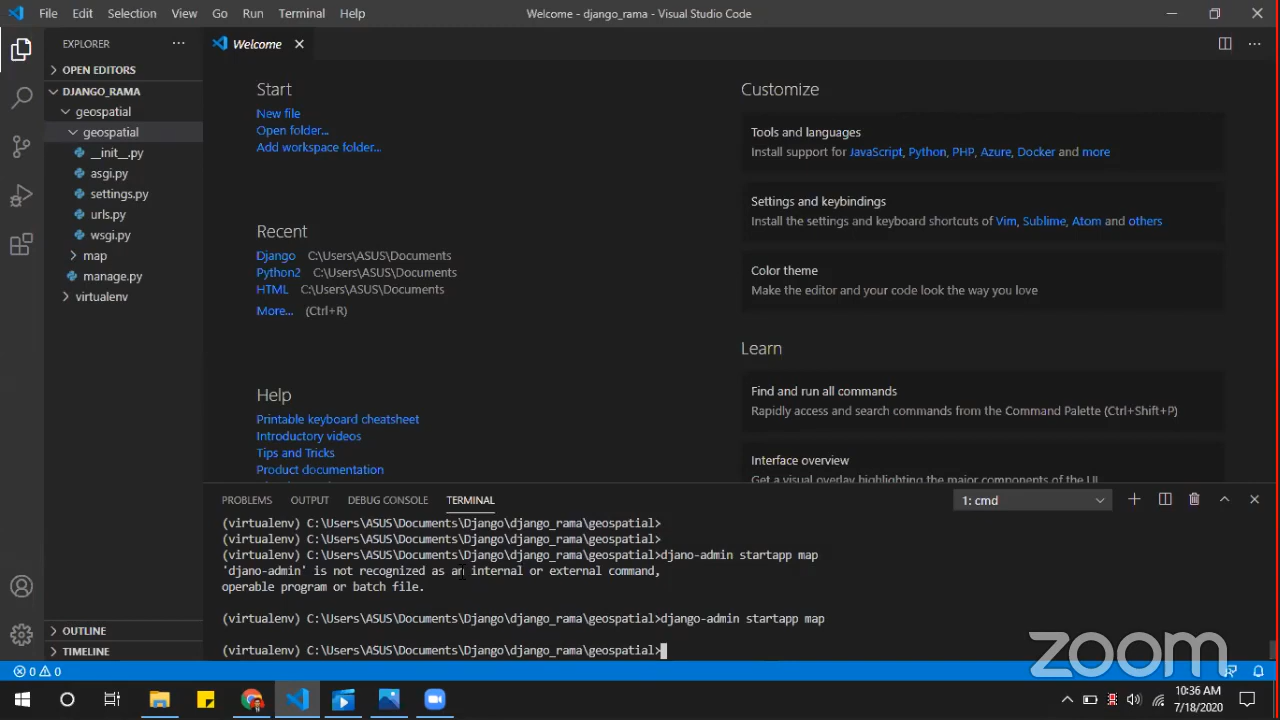 File Edit Selection View Go Run Terminal Help Welcome - django_rama - Visual Studio Code
EXPLORER
OPEN EDITORS
DJANGO_RAMA
geospatial
geospatial
__init__.py
asgi.py
settings.py
urls.py
wsgi.py
map
manage.py
virtualenv
OUTLINE
TIMELINE
Welcome
Start
New file
Open folder...
Add workspace folder...
Recent
Django C:\Users\ASUS\Documents
Python2 C:\Users\ASUS\Documents
HTML C:\Users\ASUS\Documents
More... (Ctrl+R)
Help
Printable keyboard cheatsheet
Introductory videos
Tips and Tricks
Product documentation
Customize
Tools and languages
Install support for JavaScript, Python, PHP, Azure, Docker and more
Settings and keybindings
Install the settings and keyboard shortcuts of Vim, Sublime, Atom and others
Color theme
Make the editor and your code look the way you love
Learn
Find and run all commands
Rapidly access and search commands from the Command Palette (Ctrl+Shift+P)
Interface overview
Get a visual overlay highlighting the major components of the UI
PROBLEMS OUTPUT DEBUG CONSOLE TERMINAL 1: cmd
(virtualenv) C:\Users\ASUS\Documents\Django\django_rama\geospatial>
(virtualenv) C:\Users\ASUS\Documents\Django\django_rama\geospatial>
(virtualenv) C:\Users\ASUS\Documents\Django\django_rama\geospatial>djano-admin startapp map
'djano-admin' is not recognized as an internal or external command,
operable program or batch file.
(virtualenv) C:\Users\ASUS\Documents\Django\django_rama\geospatial>django-admin startapp map
(virtualenv) C:\Users\ASUS\Documents\Django\django_rama\geospatial>
zoom
0 0
10:36 AM
7/18/2020